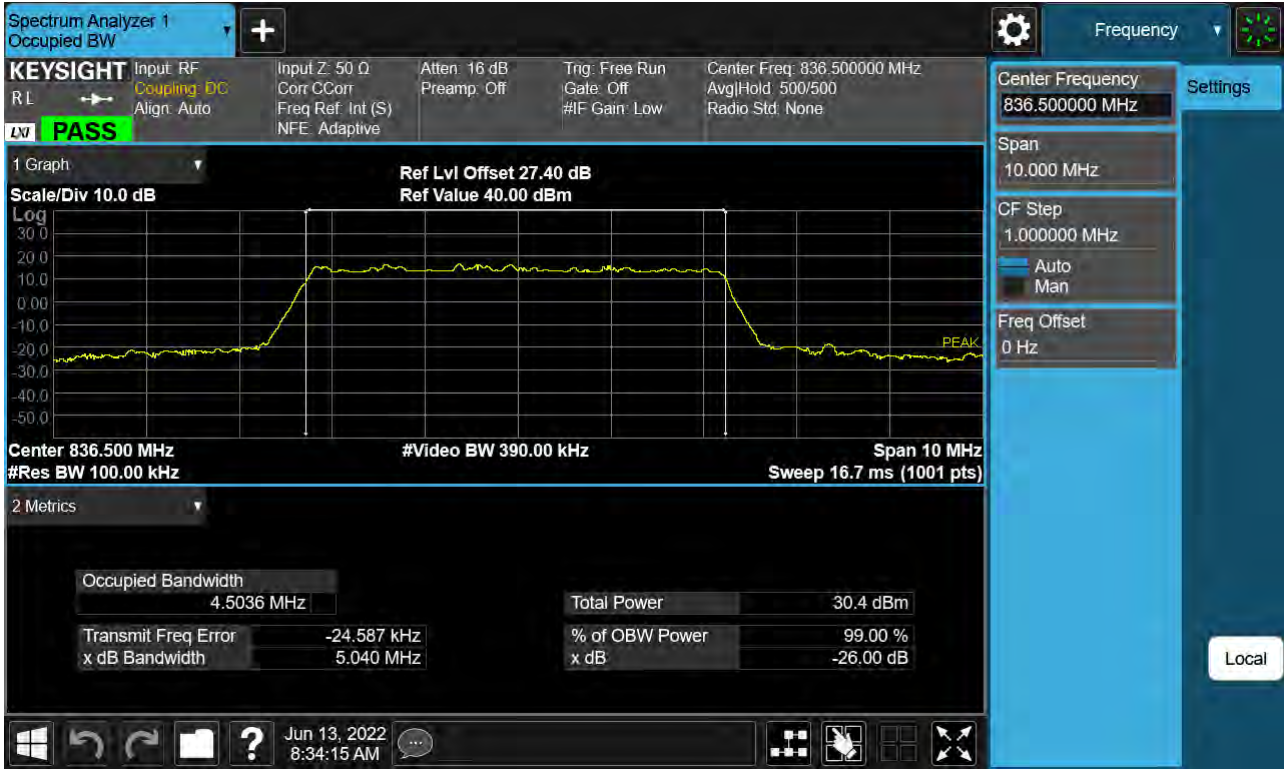 Spectrum Analyzer 1
Occupied BW
+
Frequency
KEYSIGHT
Input: RF
Coupling: DC
Align: Auto
Input Z: 50 Ω
Corr CCorr
Freq Ref: Int (S)
NFE: Adaptive
Atten: 16 dB
Preamp: Off
Trig: Free Run
Gate: Off
#IF Gain: Low
Center Freq: 836.500000 MHz
Avg|Hold: 500/500
Radio Std: None
R L
LXI
PASS
Center Frequency
836.500000 MHz
Settings
Span
10.000 MHz
CF Step
1.000000 MHz
Auto
Man
Freq Offset
0 Hz
1 Graph
Scale/Div 10.0 dB
Ref Lvl Offset 27.40 dB
Ref Value 40.00 dBm
Log
30.0
20.0
10.0
0.00
-10.0
-20.0
-30.0
-40.0
-50.0
PEAK
Center 836.500 MHz
#Video BW 390.00 kHz
Span 10 MHz
#Res BW 100.00 kHz
Sweep 16.7 ms (1001 pts)
2 Metrics
Occupied Bandwidth
4.5036 MHz
Total Power 30.4 dBm
Transmit Freq Error -24.587 kHz
% of OBW Power 99.00 %
x dB Bandwidth 5.040 MHz
x dB -26.00 dB
Local
?
Jun 13, 2022
8:34:15 AM